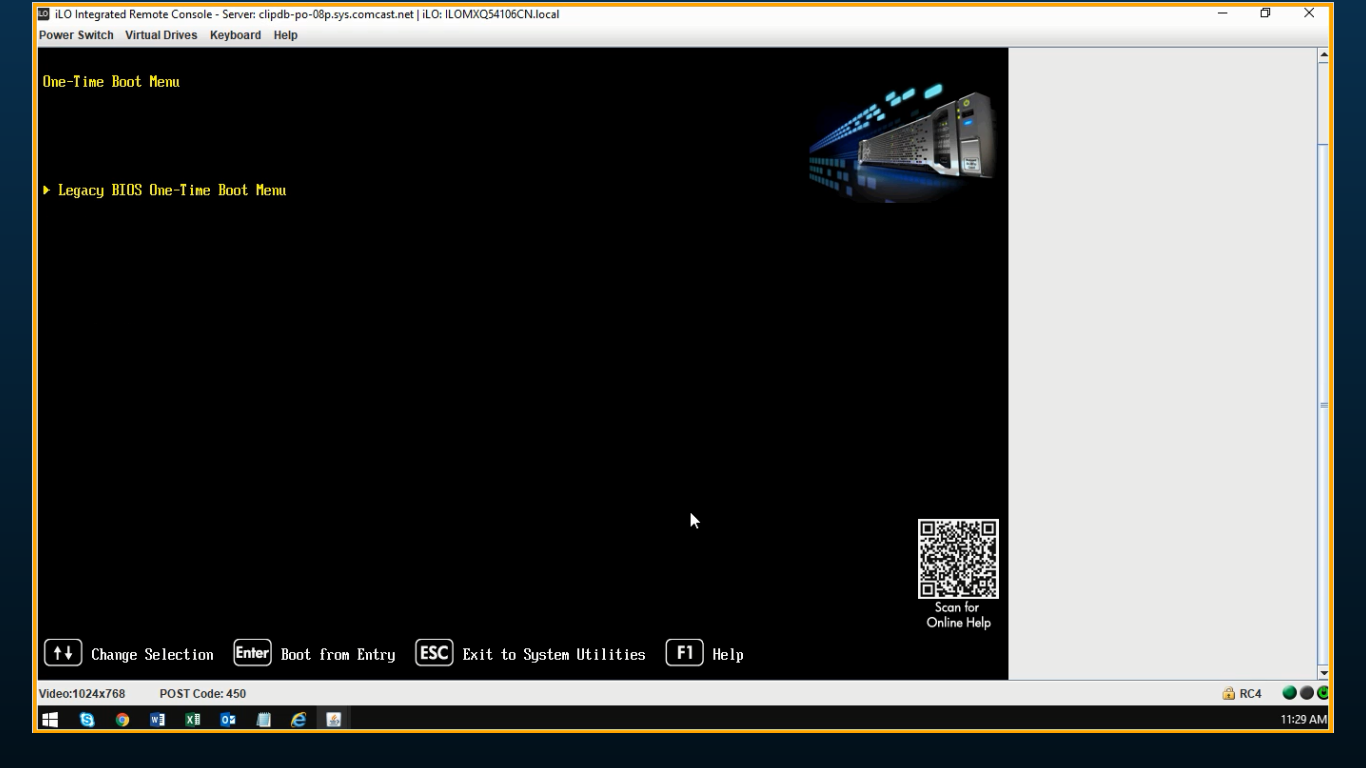 iLO Integrated Remote Console - Server: clipdb-po-08p.sys.comcast.net | iLO: ILOMXQ54106CN.local
Power Switch Virtual Drives Keyboard Help
One-Time Boot Menu
Legacy BIOS One-Time Boot Menu
Scan for
Online Help
↑↓ Change Selection Enter Boot from Entry ESC Exit to System Utilities F1 Help
Video:1024x768 POST Code: 450 RC4
11:29 AM